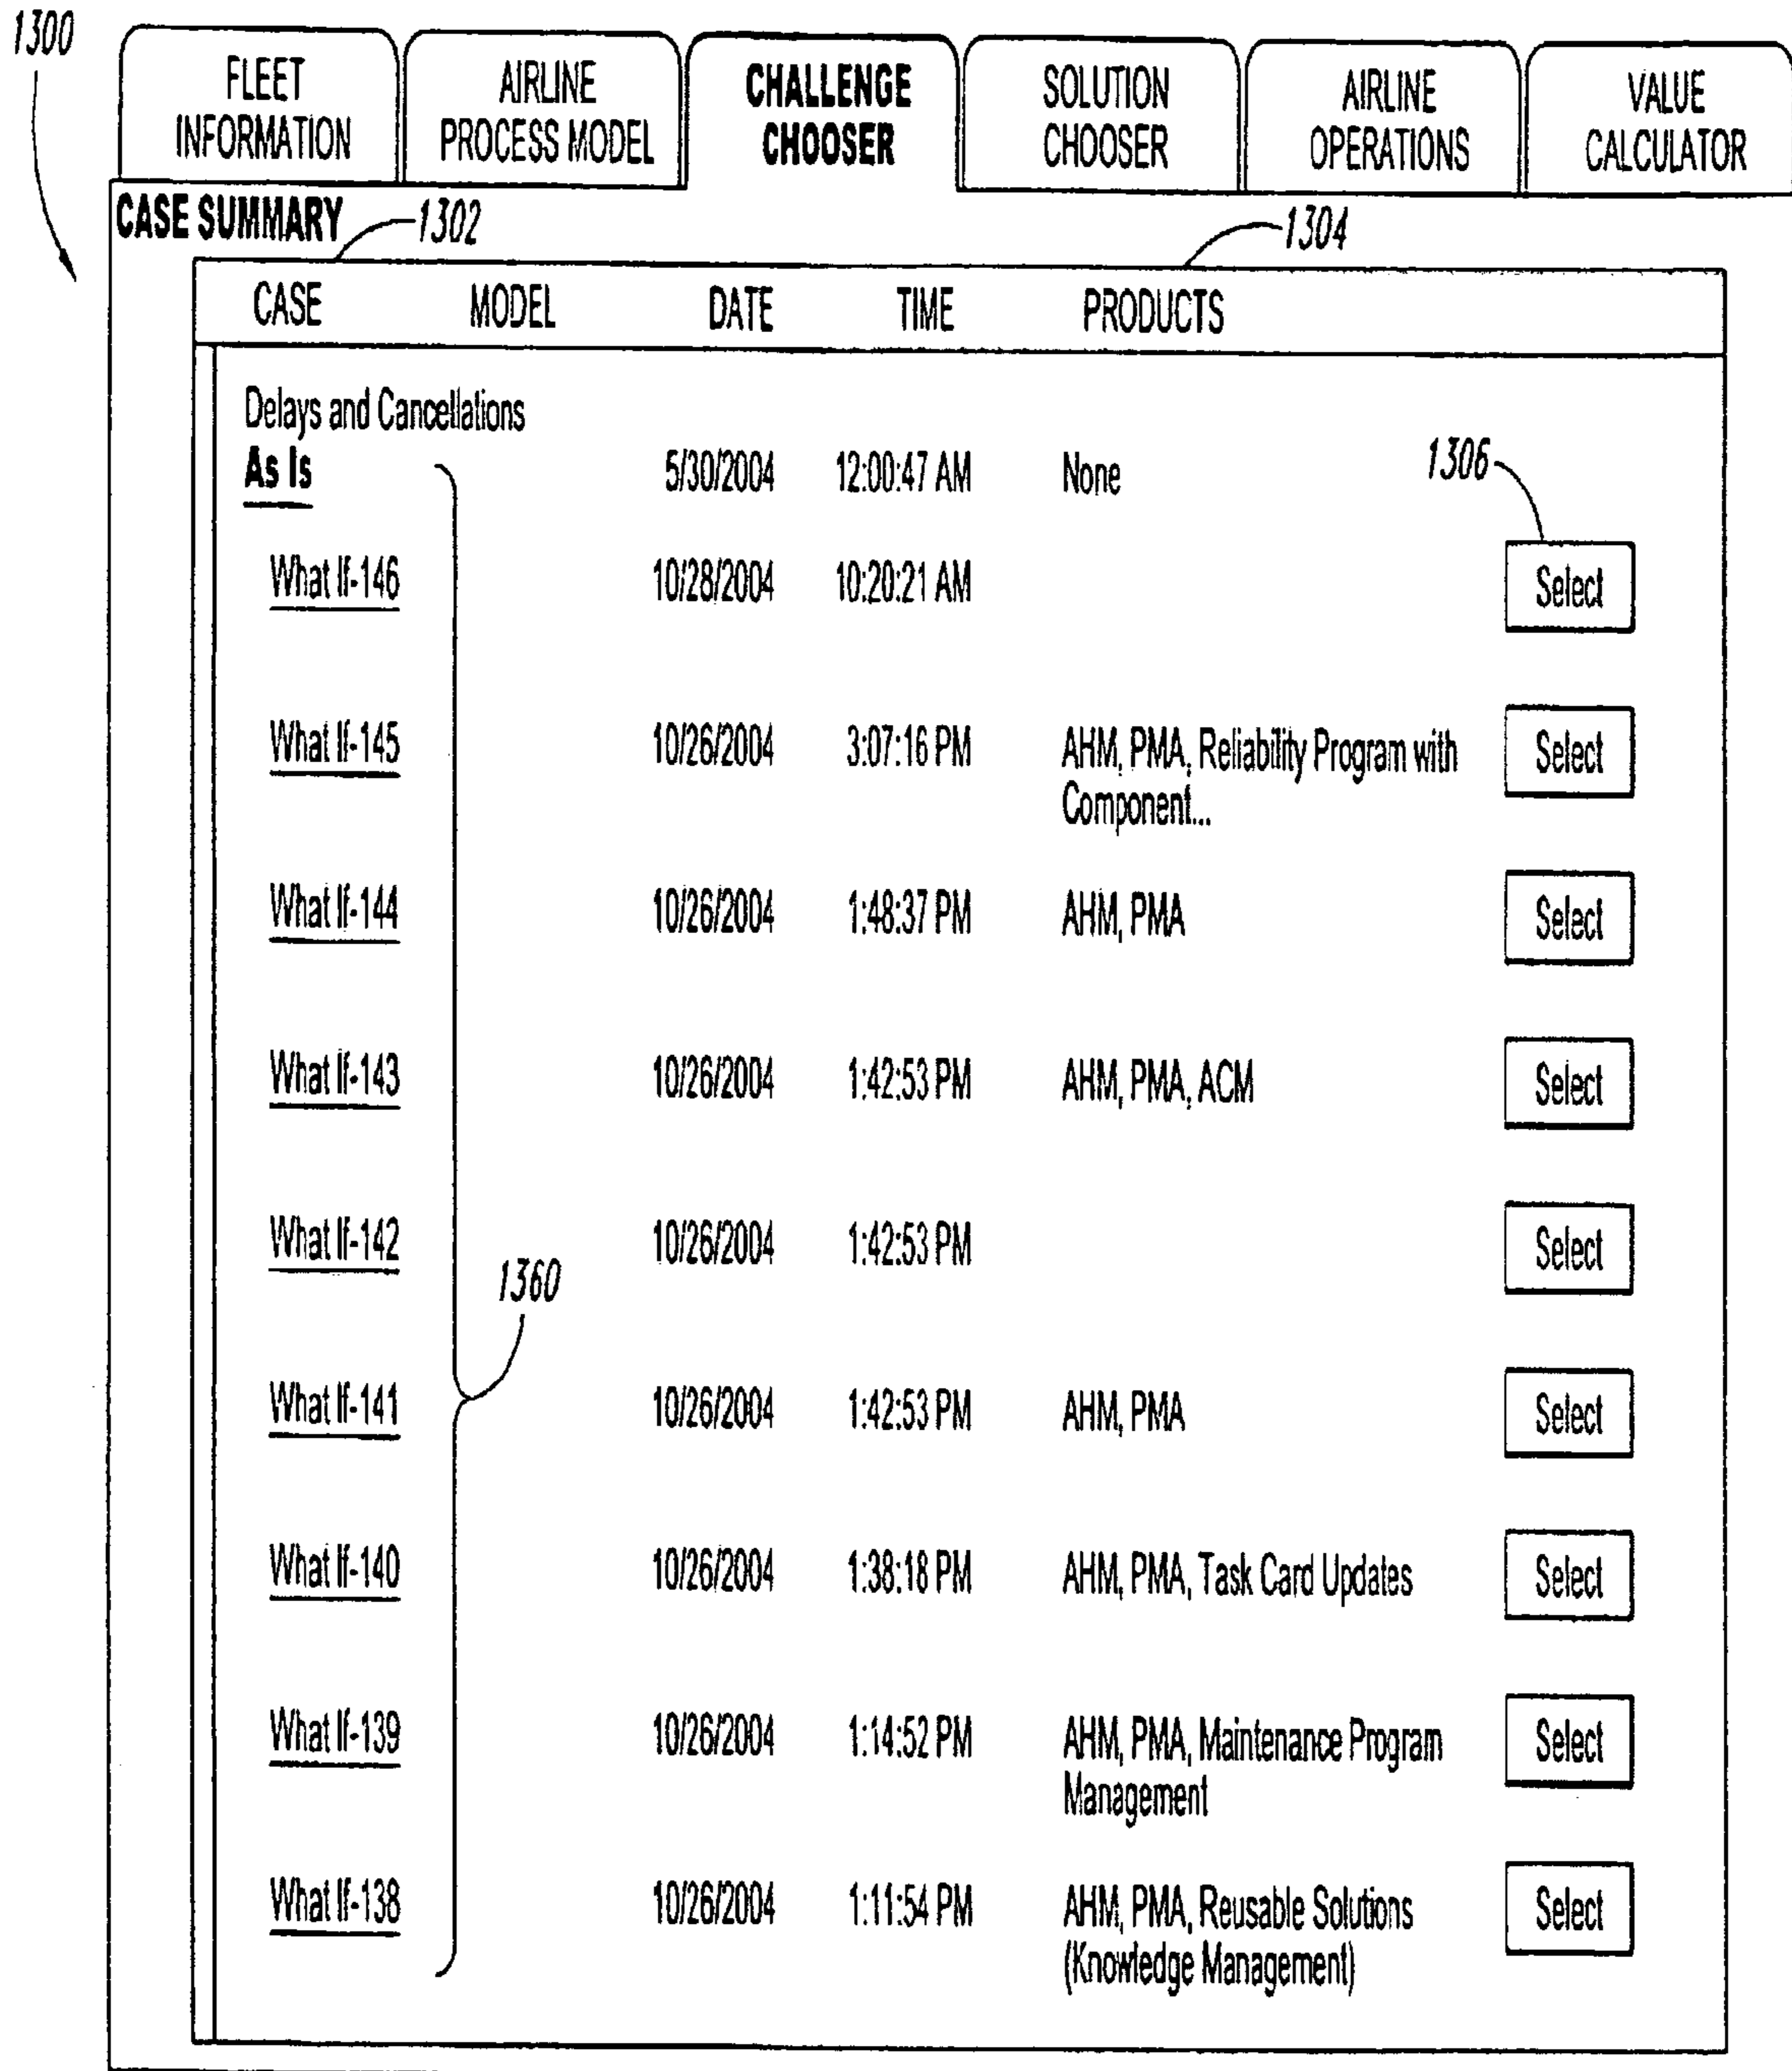 1300
FLEET INFORMATION
AIRLINE PROCESS MODEL
CHALLENGE CHOOSER
SOLUTION CHOOSER
AIRLINE OPERATIONS
VALUE CALCULATOR
CASE SUMMARY
1302
1304
CASE MODEL DATE TIME PRODUCTS
Delays and Cancellations
As Is 5/30/2004 12:00:47 AM None
1306
What If-146 10/28/2004 10:20:21 AM Select
What If-145 10/26/2004 3:07:16 PM AHM, PMA, Reliability Program with Select
Component...
What If-144 10/26/2004 1:48:37 PM AHM, PMA Select
What If-143 10/26/2004 1:42:53 PM AHM, PMA, ACM Select
What If-142 10/26/2004 1:42:53 PM Select
1360
What If-141 10/26/2004 1:42:53 PM AHM, PMA Select
What If-140 10/26/2004 1:38:18 PM AHM, PMA, Task Card Updates Select
What If-139 10/26/2004 1:14:52 PM AHM, PMA, Maintenance Program Select
Management
What If-138 10/26/2004 1:11:54 PM AHM, PMA, Reusable Solutions Select
(Knowledge Management)